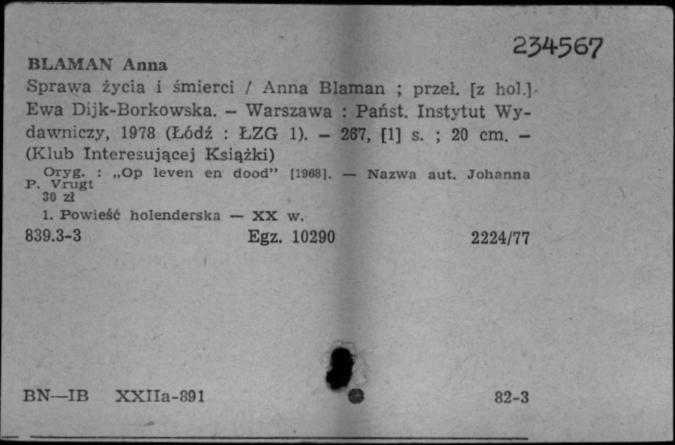 234567
BLAMAN Anna
Sprawa życia i śmierci / Anna Blaman ; przeł. [z hol.]
Ewa Dijk-Borkowska. — Warszawa : Państ. Instytut Wy-
dawniczy, 1978 (Łódź : ŁZG 1). — 267, [1] s. ; 20 cm. —
(Klub Interesującej Książki)
Oryg. : „Op leven en dood” [1968]. — Nazwa aut. Johanna
P. Vrugt
30 zł
1. Powieść holenderska — XX w.
839.3-3 Egz. 10290 2224/77
BN—IB XXIIa-891 82-3